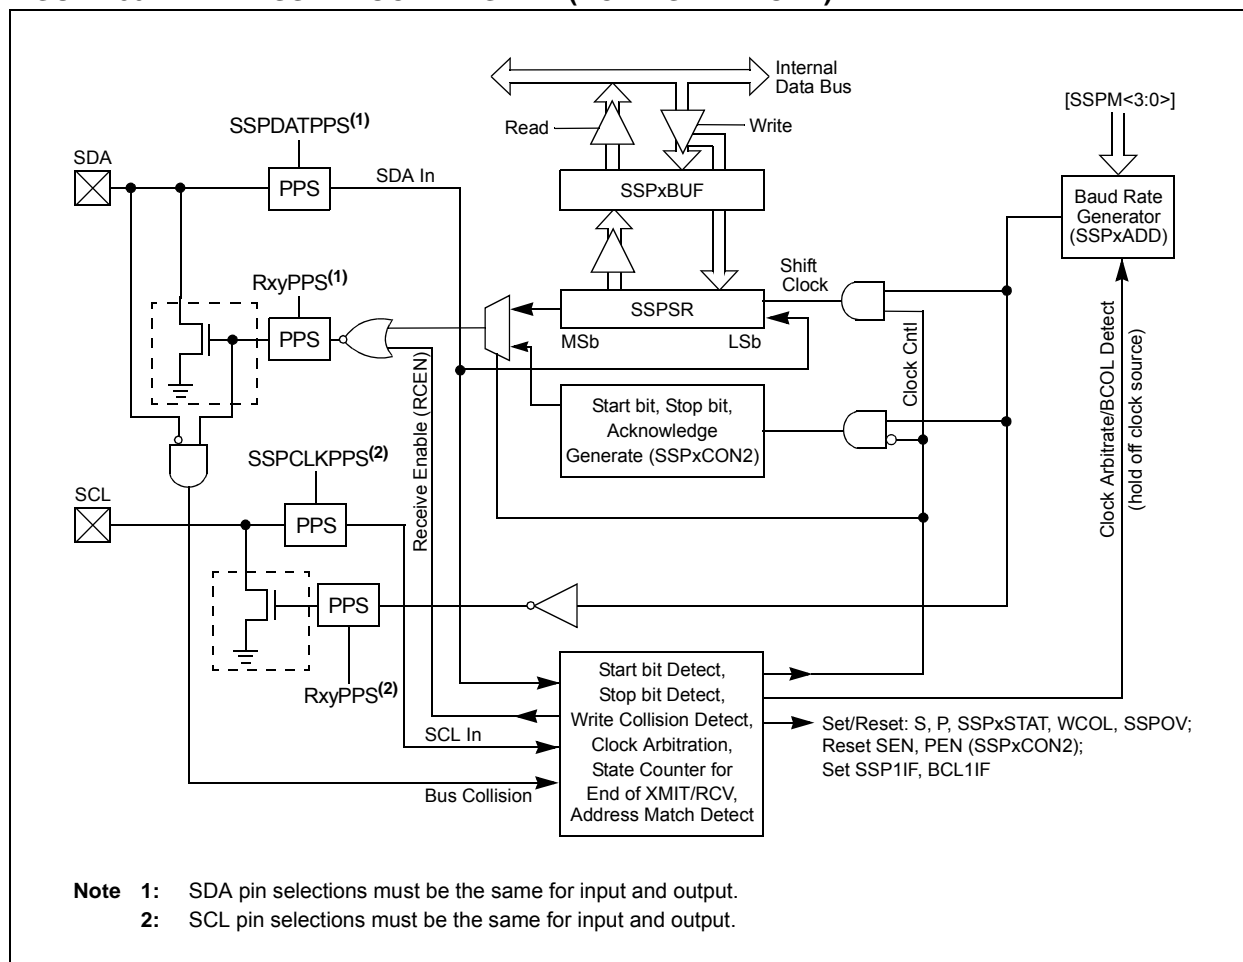 Internal
Data Bus
[SSPM<3:0>]
Read
Write
SSPDATPPS(1)
SDA
PPS
SDA In
SSPxBUF
Baud Rate
Generator
(SSPxADD)
RxyPPS(1)
Shift
Clock
PPS
SSPSR
MSb
LSb
Clock Cntl
Clock Arbitrate/BCOL Detect
(hold off clock source)
Receive Enable (RCEN)
Start bit, Stop bit,
Acknowledge
Generate (SSPxCON2)
SSPCLKPPS(2)
SCL
PPS
PPS
RxyPPS(2)
Start bit Detect,
Stop bit Detect,
Write Collision Detect,
Clock Arbitration,
State Counter for
End of XMIT/RCV,
Address Match Detect
SCL In
Bus Collision
Set/Reset: S, P, SSPxSTAT, WCOL, SSPOV;
Reset SEN, PEN (SSPxCON2);
Set SSP1IF, BCL1IF
Note 1: SDA pin selections must be the same for input and output.
2: SCL pin selections must be the same for input and output.